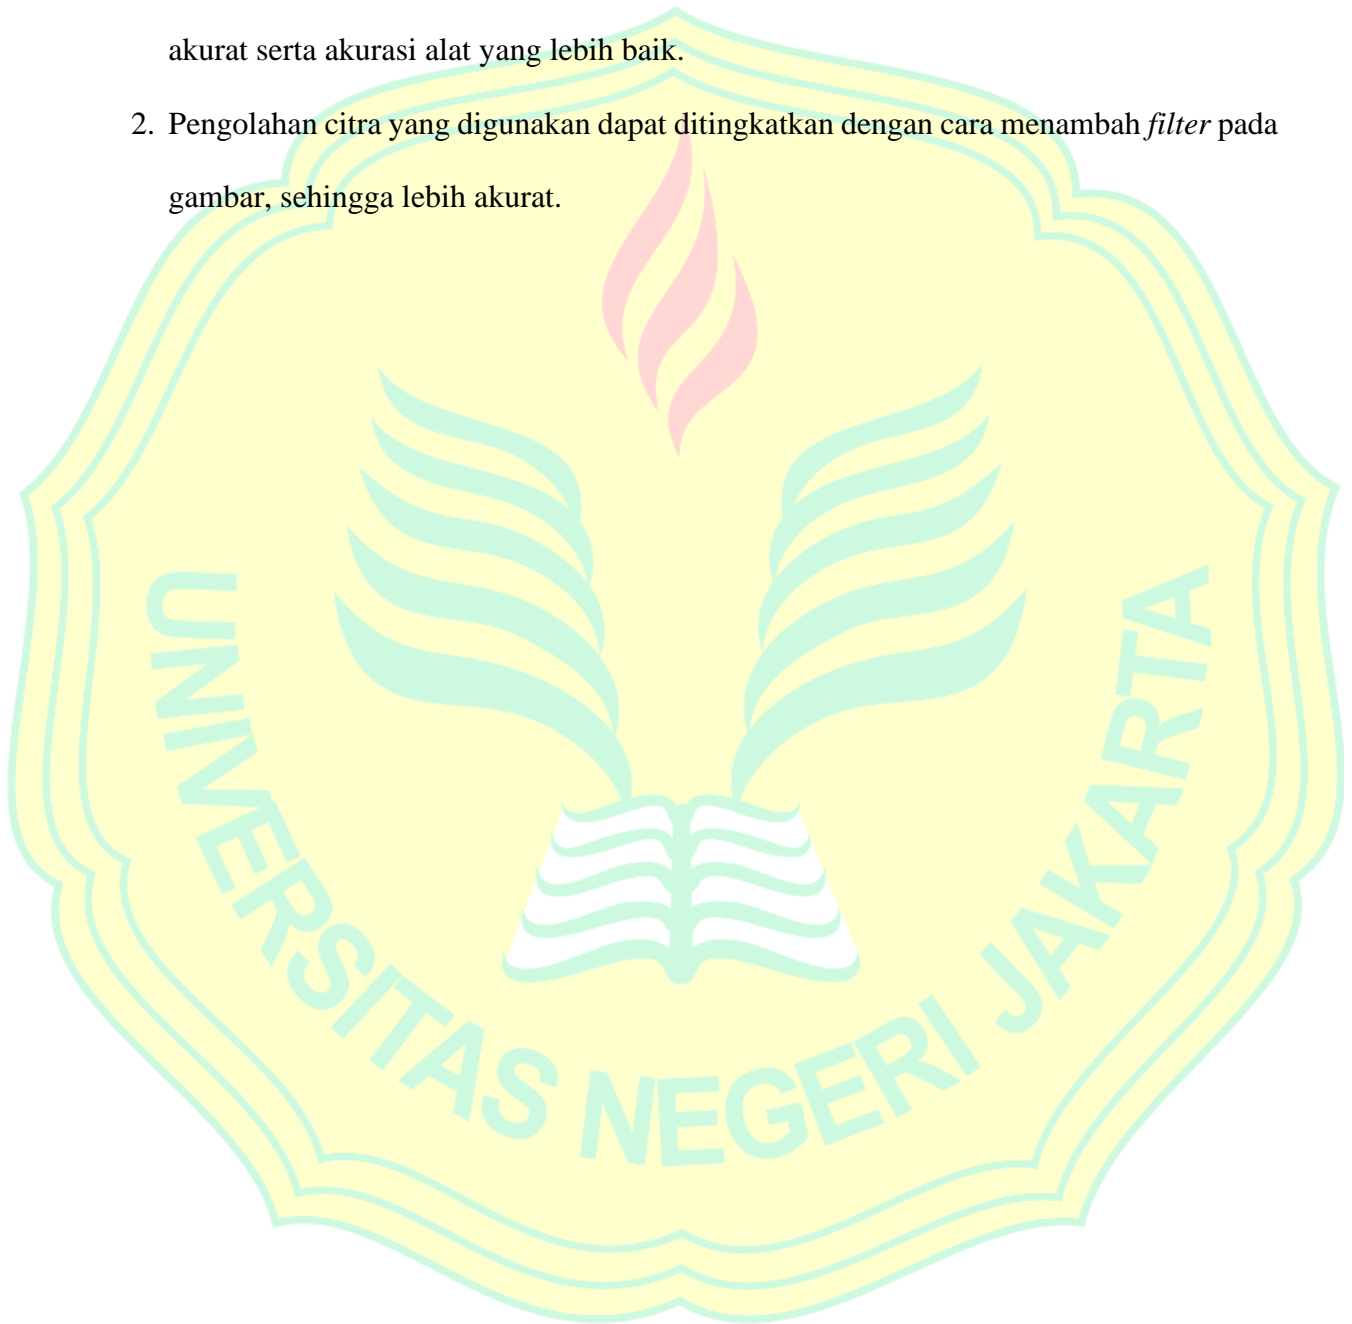 akurat serta akurasi alat yang lebih baik.
2. Pengolahan citra yang digunakan dapat ditingkatkan dengan cara menambah filter pada
gambar, sehingga lebih akurat.
UNIVERSITAS NEGERI JAKARTA